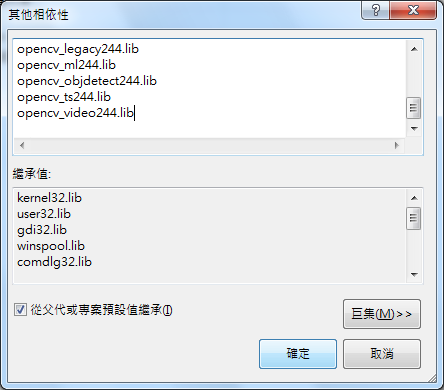 其他相依性
opencv_legacy244.lib
opencv_ml244.lib
opencv_objdetect244.lib
opencv_ts244.lib
opencv_video244.lib
繼承值:
kernel32.lib
user32.lib
gdi32.lib
winspool.lib
comdlg32.lib
從父代或專案預設值繼承(I)
巨集(M)>>
確定
取消